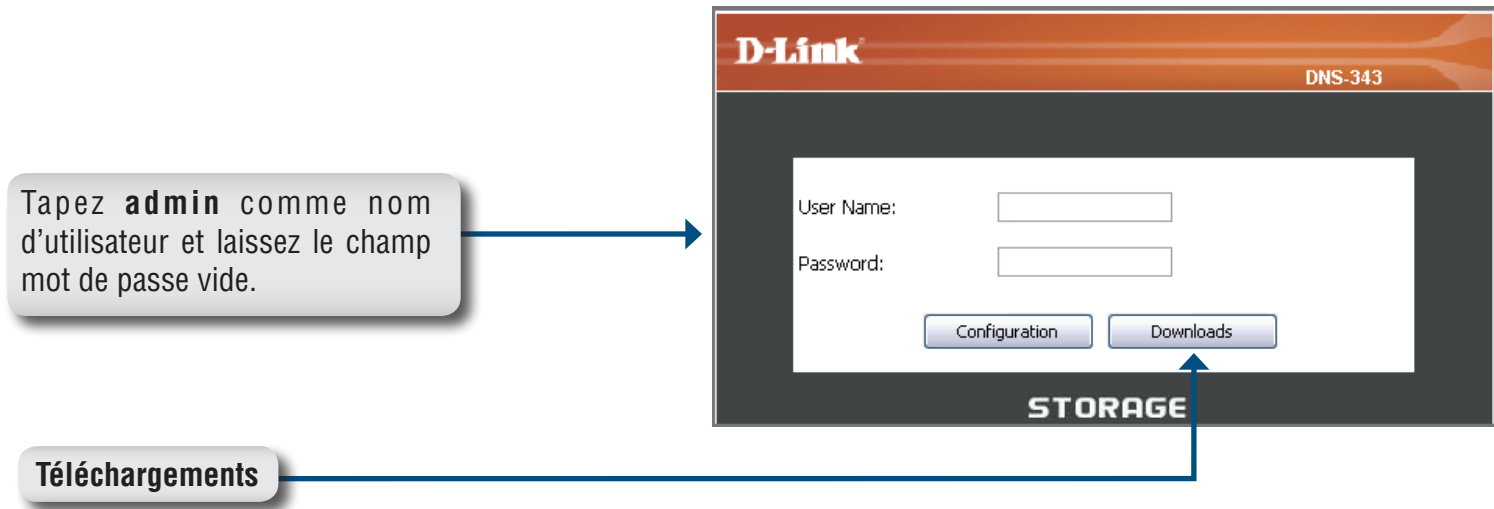 D-Link
DNS-343
Tapez admin comme nom
d'utilisateur et laissez le champ
mot de passe vide.
User Name:
Password:
Configuration
Downloads
STORAGE
Téléchargements